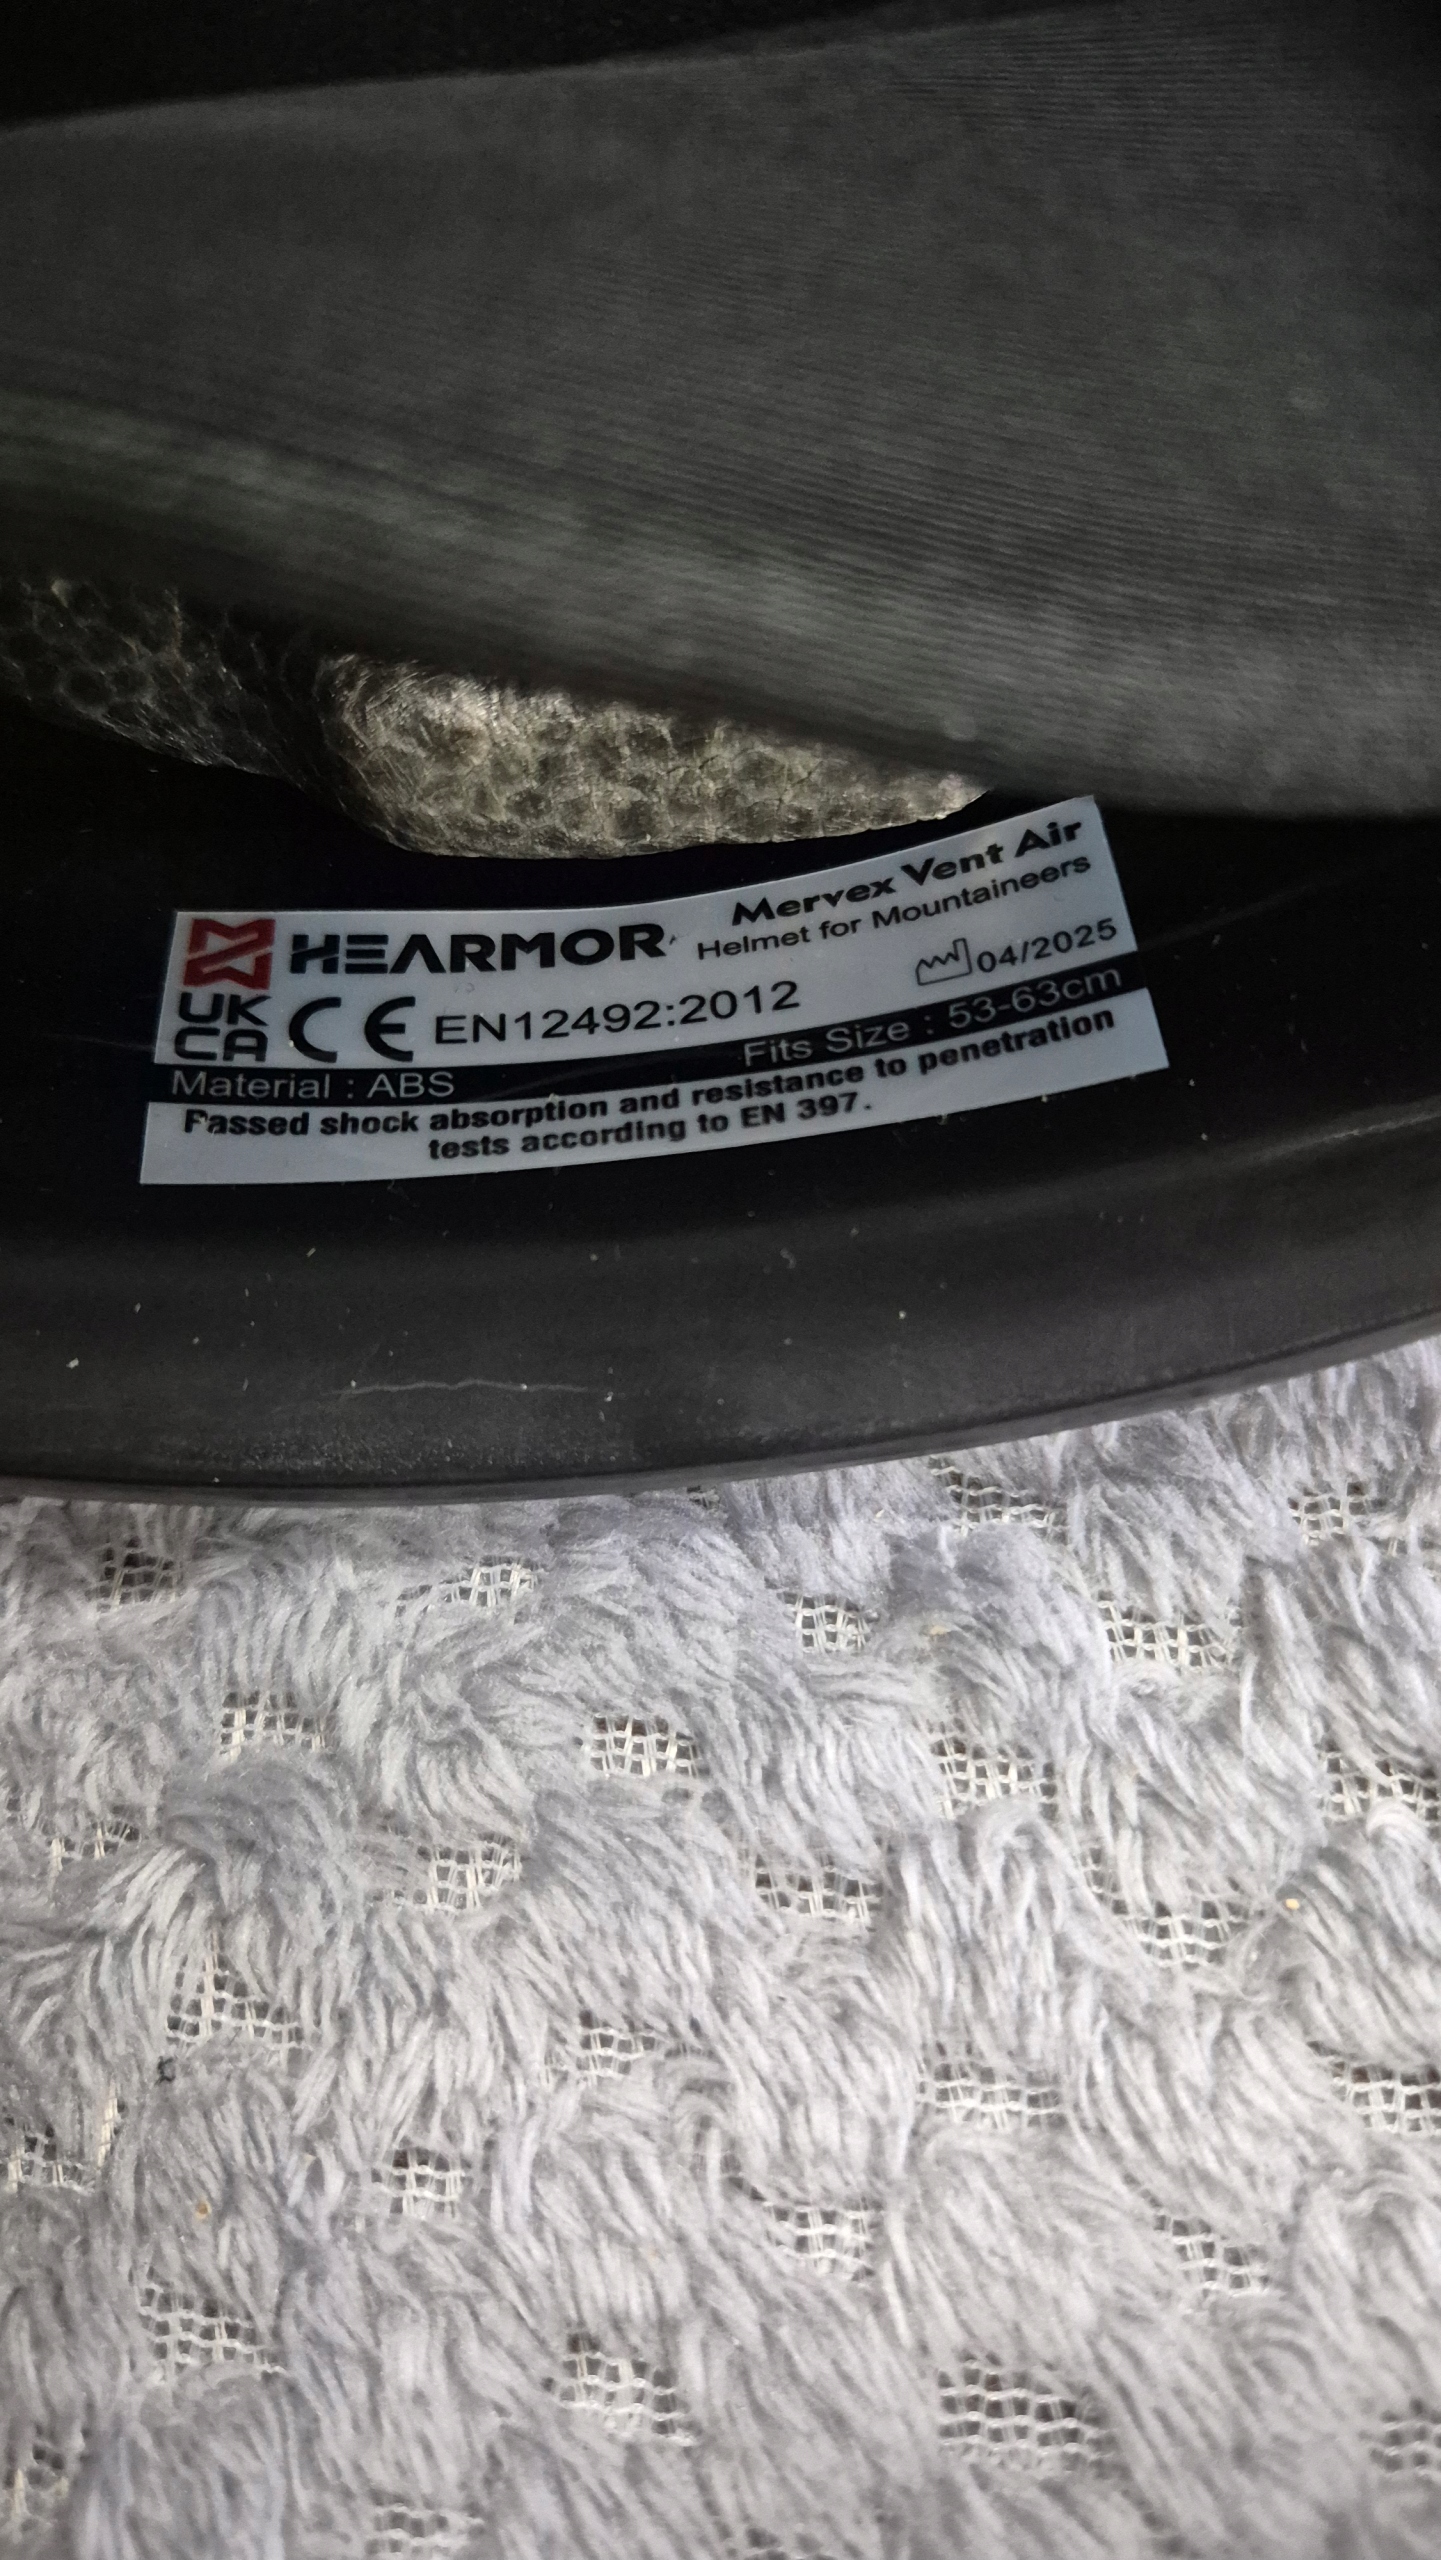 HEARMOR
Mervex Vent Air
Helmet for Mountaineers
UK
CA
CE EN12492:2012
04/2025
Material : ABS
Fits Size : 53-63cm
Passed shock absorption and resistance to penetration
tests according to EN 397.